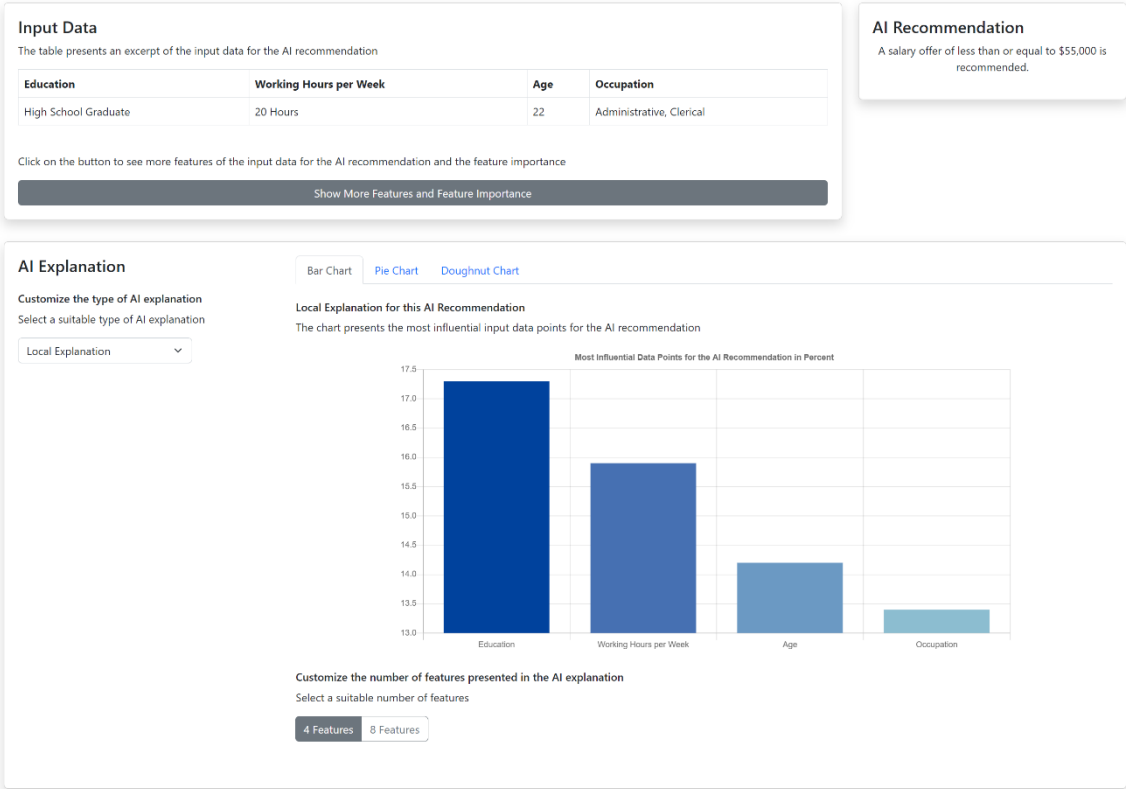 Input Data
The table presents an excerpt of the input data for the AI recommendation
Education Working Hours per Week Age Occupation
High School Graduate 20 Hours 22 Administrative, Clerical
Click on the button to see more features of the input data for the AI recommendation and the feature importance
Show More Features and Feature Importance
AI Recommendation
A salary offer of less than or equal to $55,000 is
recommended.
AI Explanation
Customize the type of AI explanation
Select a suitable type of AI explanation
Local Explanation
Bar Chart Pie Chart Doughnut Chart
Local Explanation for this AI Recommendation
The chart presents the most influential input data points for the AI recommendation
Most Influential Data Points for the AI Recommendation in Percent
17.5
17.0
16.5
16.0
15.5
15.0
14.5
14.0
13.5
13.0
Education Working Hours per Week Age Occupation
Customize the number of features presented in the AI explanation
Select a suitable number of features
4 Features 8 Features